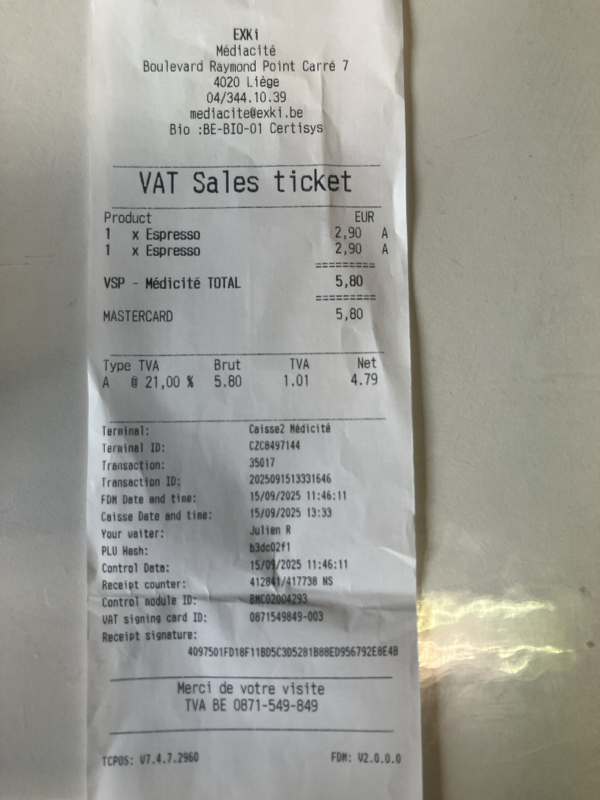 EXKi
Médiacité
Boulevard Raymond Point Carré 7
4020 Liège
04/344.10.39
mediacite@exki.be
Bio :BE-BIO-01 Certisys
VAT Sales ticket
Product EUR
1 x Espresso 2,90 A
1 x Espresso 2,90 A
=========
VSP - Médicité TOTAL 5,80
=========
MASTERCARD 5,80
Type TVA Brut TVA Net
A @ 21,00 % 5.80 1.01 4.79
Terminal: Caisse2 Médicité
Terminal ID: CZC8497144
Transaction: 35017
Transaction ID: 2025091513331646
FDM Date and time: 15/09/2025 11:46:11
Caisse Date and time: 15/09/2025 13:33
Your waiter: Julien R
PLU Hash: b3dc02f1
Control Data: 15/09/2025 11:46:11
Receipt counter: 412841/417738 NS
Control module ID: BMC02004293
VAT signing card ID: 0871549849-003
Receipt signature:
4097501FD18F11BD5C3D5281B88ED956792E8E4B
Merci de votre visite
TVA BE 0871-549-849
TCPOS: V7.4.7.2960 FDM: V2.0.0.0